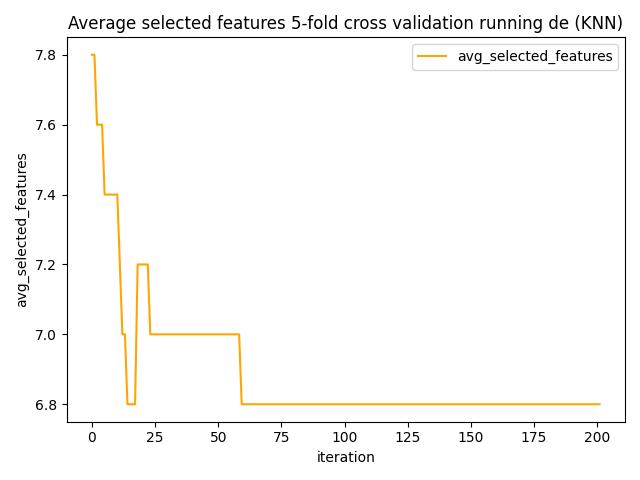 Average selected features 5-fold cross validation running de (KNN)
avg_selected_features
7.8
7.6
7.4
7.2
7.0
6.8
avg_selected_features
0 25 50 75 100 125 150 175 200
iteration